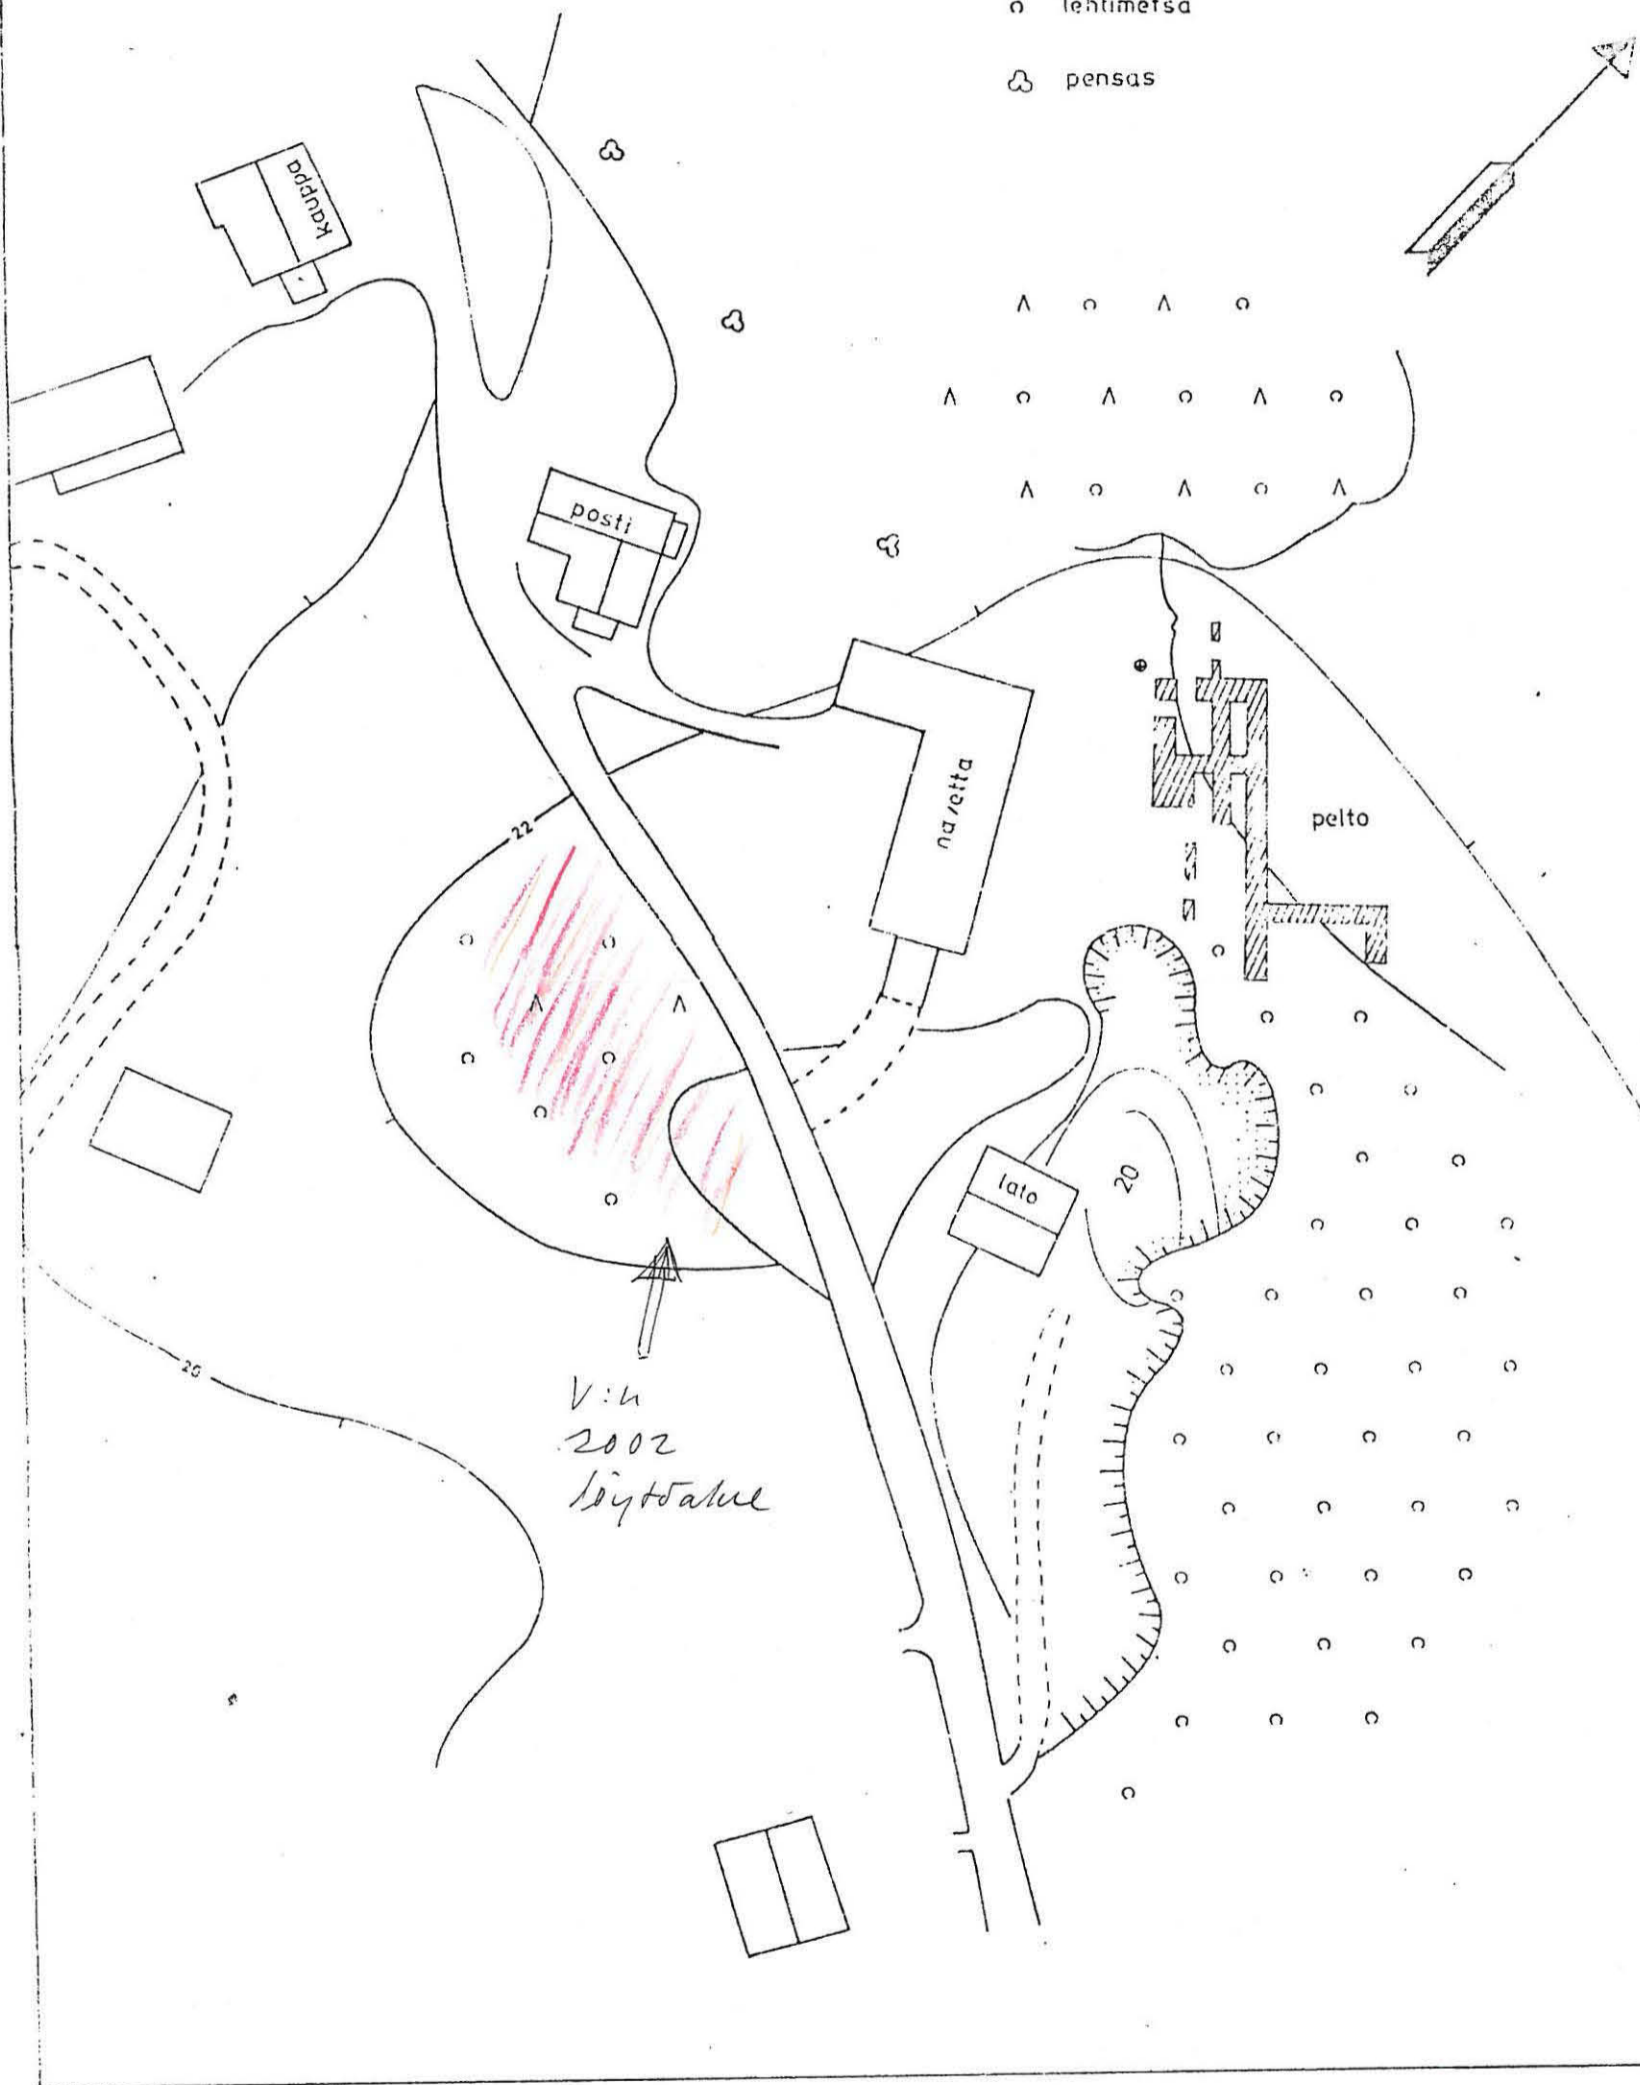 lehtimetsä
pensas
kauppa
posti
navetta
pelto
22
lato
20
20
V:n
2002
löytöalue